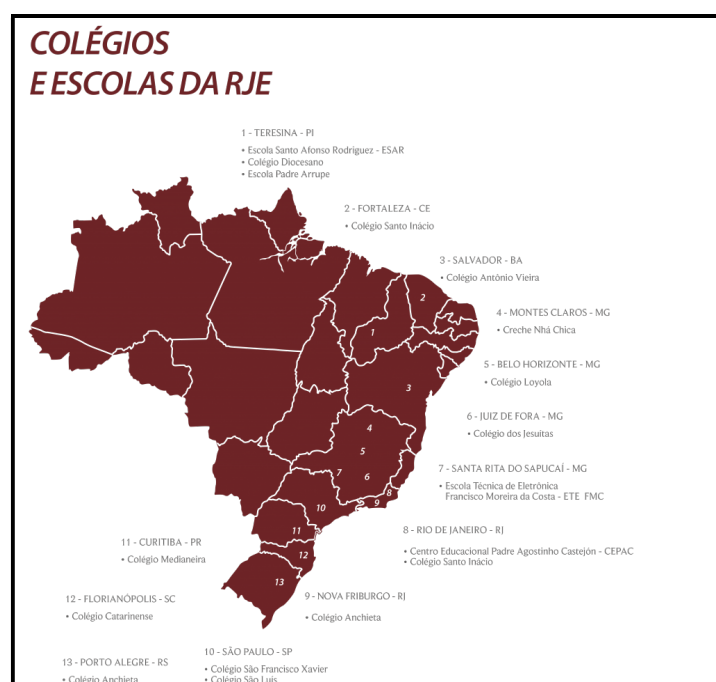 COLÉGIOS
E ESCOLAS DA RJE
1 - TERESINA - PI
• Escola Santo Afonso Rodriguez - ESAR
• Colégio Diocesano
• Escola Padre Arrupe
2 - FORTALEZA - CE
• Colégio Santo Inácio
3 - SALVADOR - BA
• Colégio Antônio Vieira
4 - MONTES CLAROS - MG
• Creche Nhá Chica
5 - BELO HORIZONTE - MG
• Colégio Loyola
6 - JUIZ DE FORA - MG
• Colégio dos Jesuitas
7 - SANTA RITA DO SAPUCAÍ - MG
• Escola Técnica de Eletrônica
Francisco Moreira da Costa - ETE FMC
8 - RIO DE JANEIRO - RJ
• Centro Educacional Padre Agostinho Castejón - CEPAC
• Colégio Santo Inácio
9 - NOVA FRIBURGO - RJ
• Colégio Anchieta
10 - SÃO PAULO - SP
• Colégio São Francisco Xavier
• Colégio São Luís
11 - CURITIBA - PR
• Colégio Medianeira
12 - FLORIANÓPOLIS - SC
• Colégio Catarinense
13 - PORTO ALEGRE - RS
• Colégio Anchieta
1
2
3
4
5
6
7
8
9
10
11
12
13